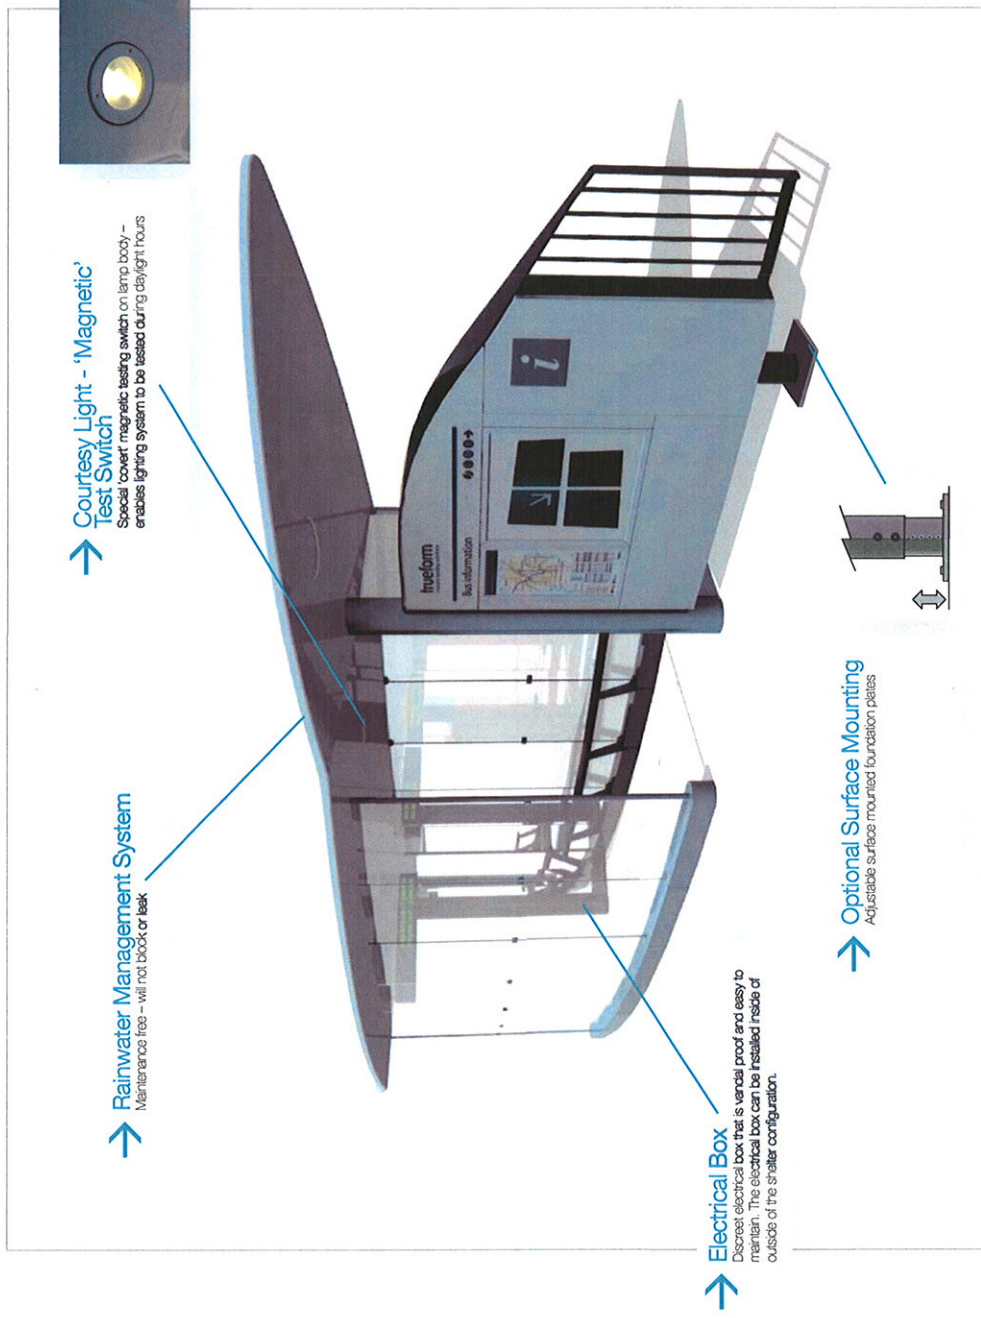 Courtesy Light - ‘Magnetic’
Test Switch
Special ‘covert’ magnetic testing switch on lamp body –
enables lighting system to be tested during daylight hours
Rainwater Management System
Maintenance free – will not block or leak
trueform
Bus information
i
Electrical Box
Discreet electrical box that is vandal proof and easy to
maintain. The electrical box can be installed inside of
outside of the shelter configuration.
Optional Surface Mounting
Adjustable surface mounted foundation plates